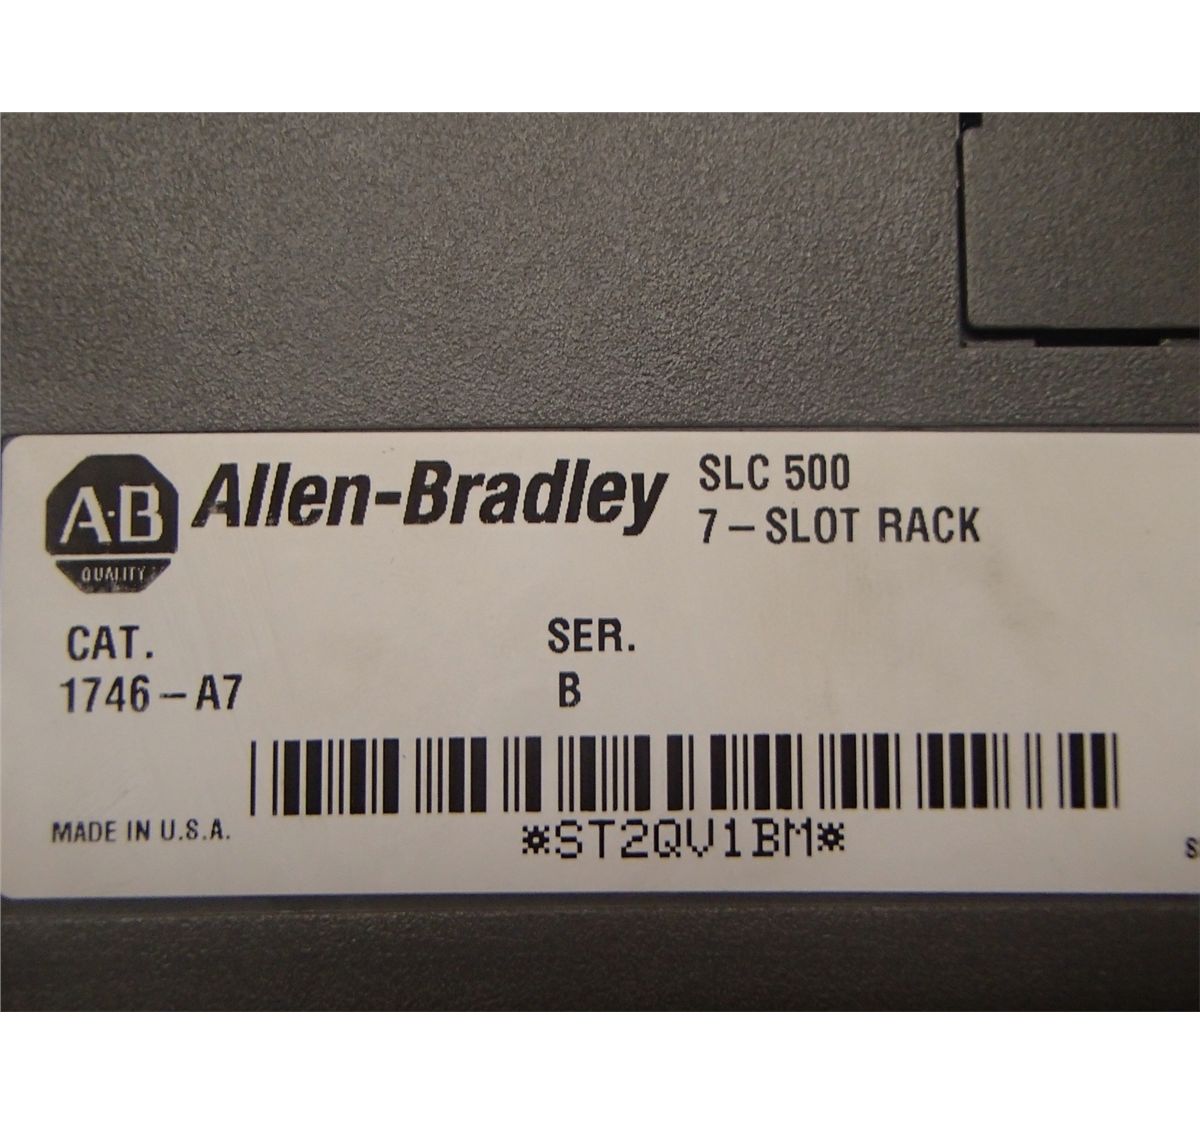 A·B
QUALITY
Allen-Bradley
SLC 500
7-SLOT RACK
CAT.
1746-A7
SER.
B
MADE IN U.S.A.
*ST2QV1BM*
S